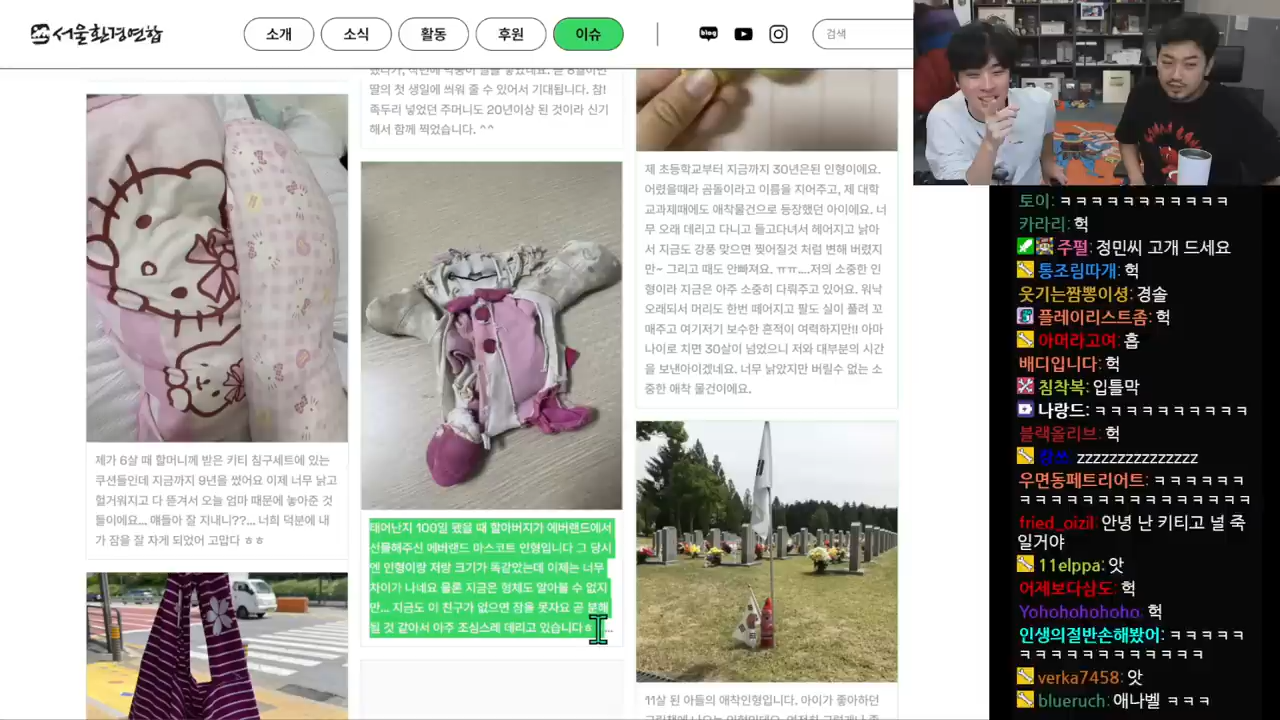 서울환경연합
소개
소식
활동
후원
이슈
blog
검색
딸의 첫 생일에 씌워 줄 수 있어서 기대됩니다. 참!
족두리 넣었던 주머니도 20년이상 된 것이라 신기
해서 함께 찍었습니다. ^^
제가 6살 때 할머니께 받은 키티 침구세트에 있는
쿠션들인데 지금까지 9년을 썼어요 이제 너무 낡고
헐거워지고 다 뜯겨서 오늘 엄마 때문에 놓아준 것
들이에요... 얘들아 잘 지내니??... 너희 덕분에 내
가 잠을 잘 자게 되었어 고맙다 ㅎㅎ
태어난지 100일 됐을 때 할아버지가 에버랜드에서
선물해주신 에버랜드 마스코트 인형입니다 그 당시
엔 인형이랑 저랑 크기가 똑같았는데 이제는 너무
차이가 나네요 물론 지금은 형체도 알아볼 수 없지
만... 지금도 이 친구가 없으면 잠을 못자요 곧 분해
될 것 같아서 아주 조심스레 데리고 있습니다ㅎ
제 초등학교부터 지금까지 30년은된 인형이에요.
어렸을때라 곰돌이라고 이름을 지어주고, 제 대학
교과제때에도 애착물건으로 등장했던 아이에요. 너
무 오래 데리고 다니고 들고다녀서 헤어지고 낡아
서 지금도 강풍 맞으면 찢어질것 처럼 변해 버렸지
만~ 그리고 때도 안빠져요. ㅠㅠ....저의 소중한 인
형이라 지금은 아주 소중히 다뤄주고 있어요. 워낙
오래되서 머리도 한번 떼어지고 팔도 실이 풀려 꼬
매주고 여기저기 보수한 흔적이 여력하지만!! 아마
나이로 치면 30살이 넘었으니 저와 대부분의 시간
을 보낸아이겠네요. 너무 낡았지만 버릴수 없는 소
중한 애착 물건이에요.
11살 된 아들의 애착인형입니다. 아이가 좋아하던
토이: ㅋㅋㅋㅋㅋㅋㅋㅋㅋㅋㅋ
카라리: 헉
주펄: 정민씨 고개 드세요
통조림따개: 헉
웃기는짬뽕이셩: 경솔
플레이리스트좀: 헉
아머라고여: 흡
배디입니다: 헉
침착복: 입틀막
나랑드: ㅋㅋㅋㅋㅋㅋㅋㅋㅋㅋ
블랙올리브: 헉
zzzzzzzzzzzzzzz
우면동페트리어트: ㅋㅋㅋㅋㅋㅋ
ㅋㅋㅋㅋㅋㅋㅋㅋㅋㅋㅋㅋㅋㅋㅋ
fried_oizil: 안녕 난 키티고 널 죽
일거야
11elppa: 앗
어제보다삼도: 헉
Yohohohohoho: 헉
인생의절반손해봤어: ㅋㅋㅋㅋㅋ
ㅋㅋㅋㅋㅋㅋㅋㅋㅋㅋㅋㅋ
verka7458: 앗
blueruch: 애나벨 ㅋㅋㅋ